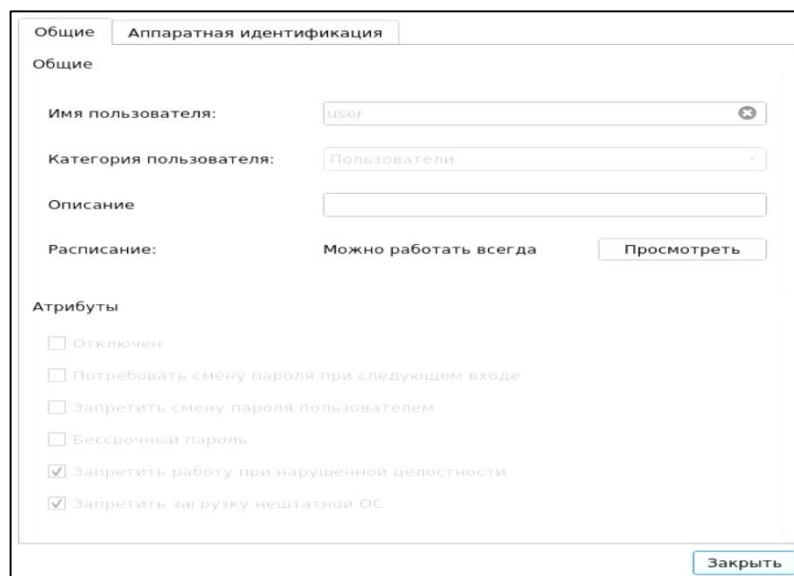 Общие Аппаратная идентификация
Общие
Имя пользователя: user
Категория пользователя: Пользователи
Описание
Расписание: Можно работать всегда Просмотреть
Атрибуты
Отключен
Потребовать смену пароля при следующем входе
Запретить смену пароля пользователем
Бессрочный пароль
Запретить работу при нарушенной целостности
Запретить загрузку нештатной ОС
Закрыть